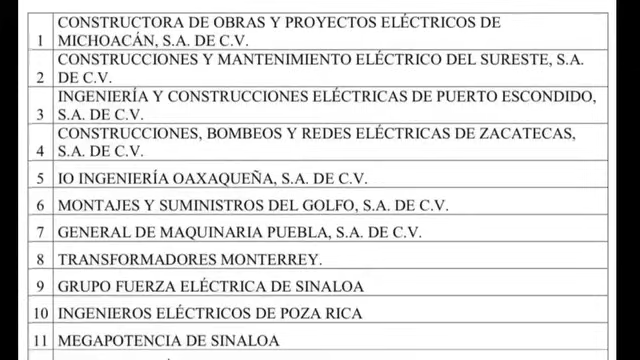 CONSTRUCTORA DE OBRAS Y PROYECTOS ELÉCTRICOS DE
1 MICHOACÁN, S.A. DE C.V.
CONSTRUCCIONES Y MANTENIMIENTO ELÉCTRICO DEL SURESTE, S.A.
2 DE C.V.
INGENIERÍA Y CONSTRUCCIONES ELÉCTRICAS DE PUERTO ESCONDIDO,
3 S.A. DE C.V.
CONSTRUCCIONES, BOMBEOS Y REDES ELÉCTRICAS DE ZACATECAS,
4 S.A. DE C.V.
5 IO INGENIERÍA OAXAQUEÑA, S.A. DE C.V.
6 MONTAJES Y SUMINISTROS DEL GOLFO, S.A. DE C.V.
7 GENERAL DE MAQUINARIA PUEBLA, S.A. DE C.V.
8 TRANSFORMADORES MONTERREY.
9 GRUPO FUERZA ELÉCTRICA DE SINALOA
10 INGENIEROS ELÉCTRICOS DE POZA RICA
11 MEGAPOTENCIA DE SINALOA